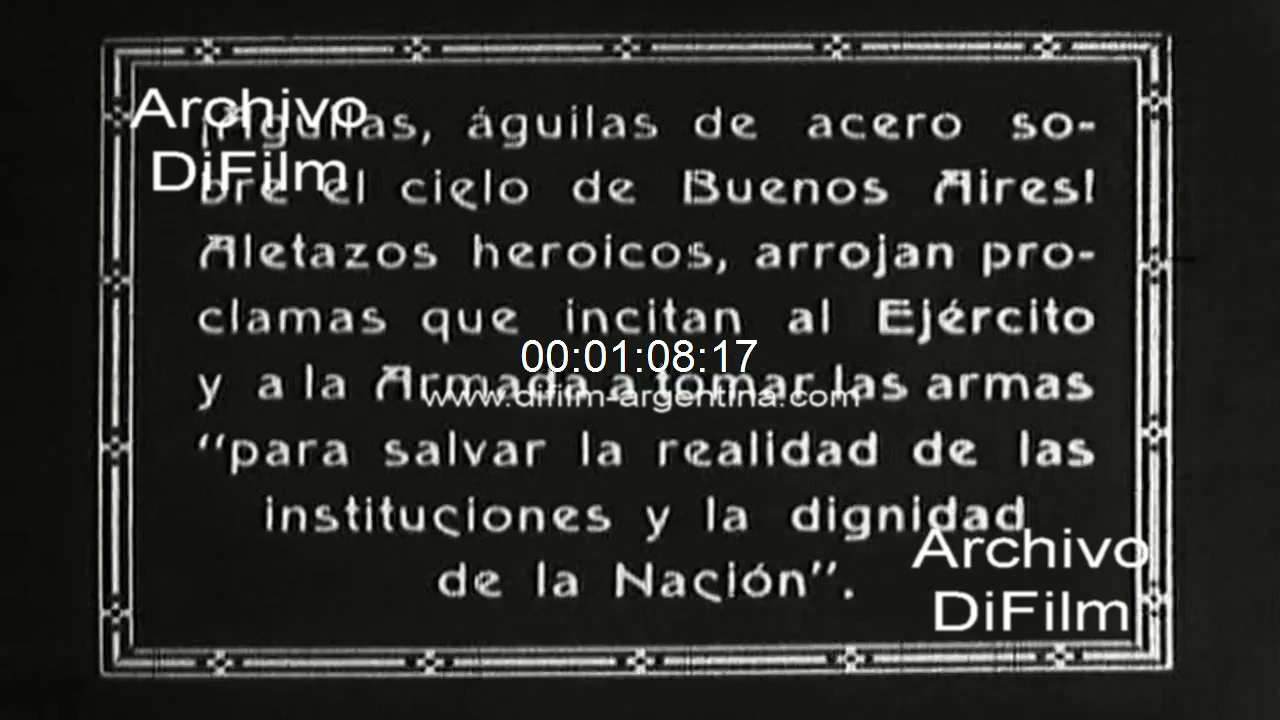 Archivo
DiFilm
¡Águilas, águilas de acero so-
bre el cielo de Buenos Aires!
Aletazos heroicos, arrojan pro-
clamas que incitan al Ejército
00:01:08:17
y a la Armada a tomar las armas
www.difilm-argentina.com
“para salvar la realidad de las
instituciones y la dignidad
de la Nación”.
Archivo
DiFilm